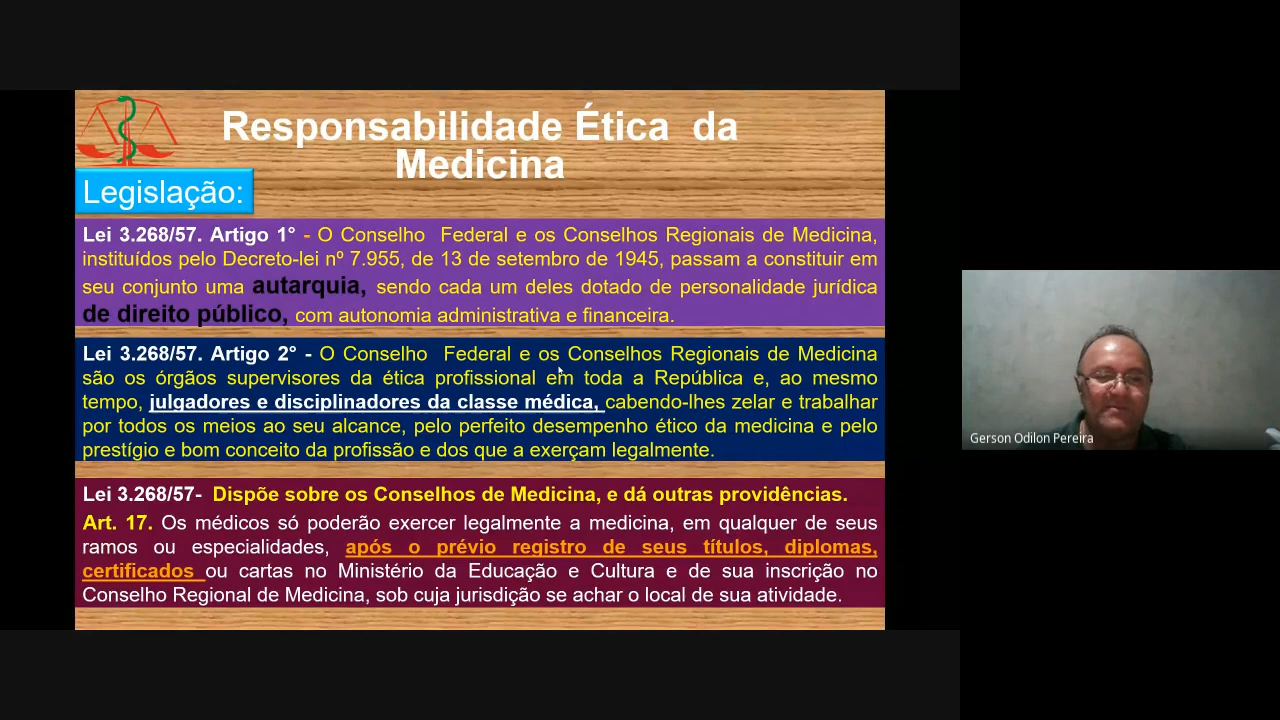 Responsabilidade Ética da
Medicina
Legislação:
Lei 3.268/57. Artigo 1° - O Conselho Federal e os Conselhos Regionais de Medicina,
instituídos pelo Decreto-lei nº 7.955, de 13 de setembro de 1945, passam a constituir em
seu conjunto uma autarquia, sendo cada um deles dotado de personalidade jurídica
de direito público, com autonomia administrativa e financeira.
Lei 3.268/57. Artigo 2° - O Conselho Federal e os Conselhos Regionais de Medicina
são os órgãos supervisores da ética profissional em toda a República e, ao mesmo
tempo, julgadores e disciplinadores da classe médica, cabendo-lhes zelar e trabalhar
por todos os meios ao seu alcance, pelo perfeito desempenho ético da medicina e pelo
prestígio e bom conceito da profissão e dos que a exerçam legalmente.
Lei 3.268/57- Dispõe sobre os Conselhos de Medicina, e dá outras providências.
Art. 17. Os médicos só poderão exercer legalmente a medicina, em qualquer de seus
ramos ou especialidades, após o prévio registro de seus títulos, diplomas,
certificados ou cartas no Ministério da Educação e Cultura e de sua inscrição no
Conselho Regional de Medicina, sob cuja jurisdição se achar o local de sua atividade.
Gerson Odilon Pereira